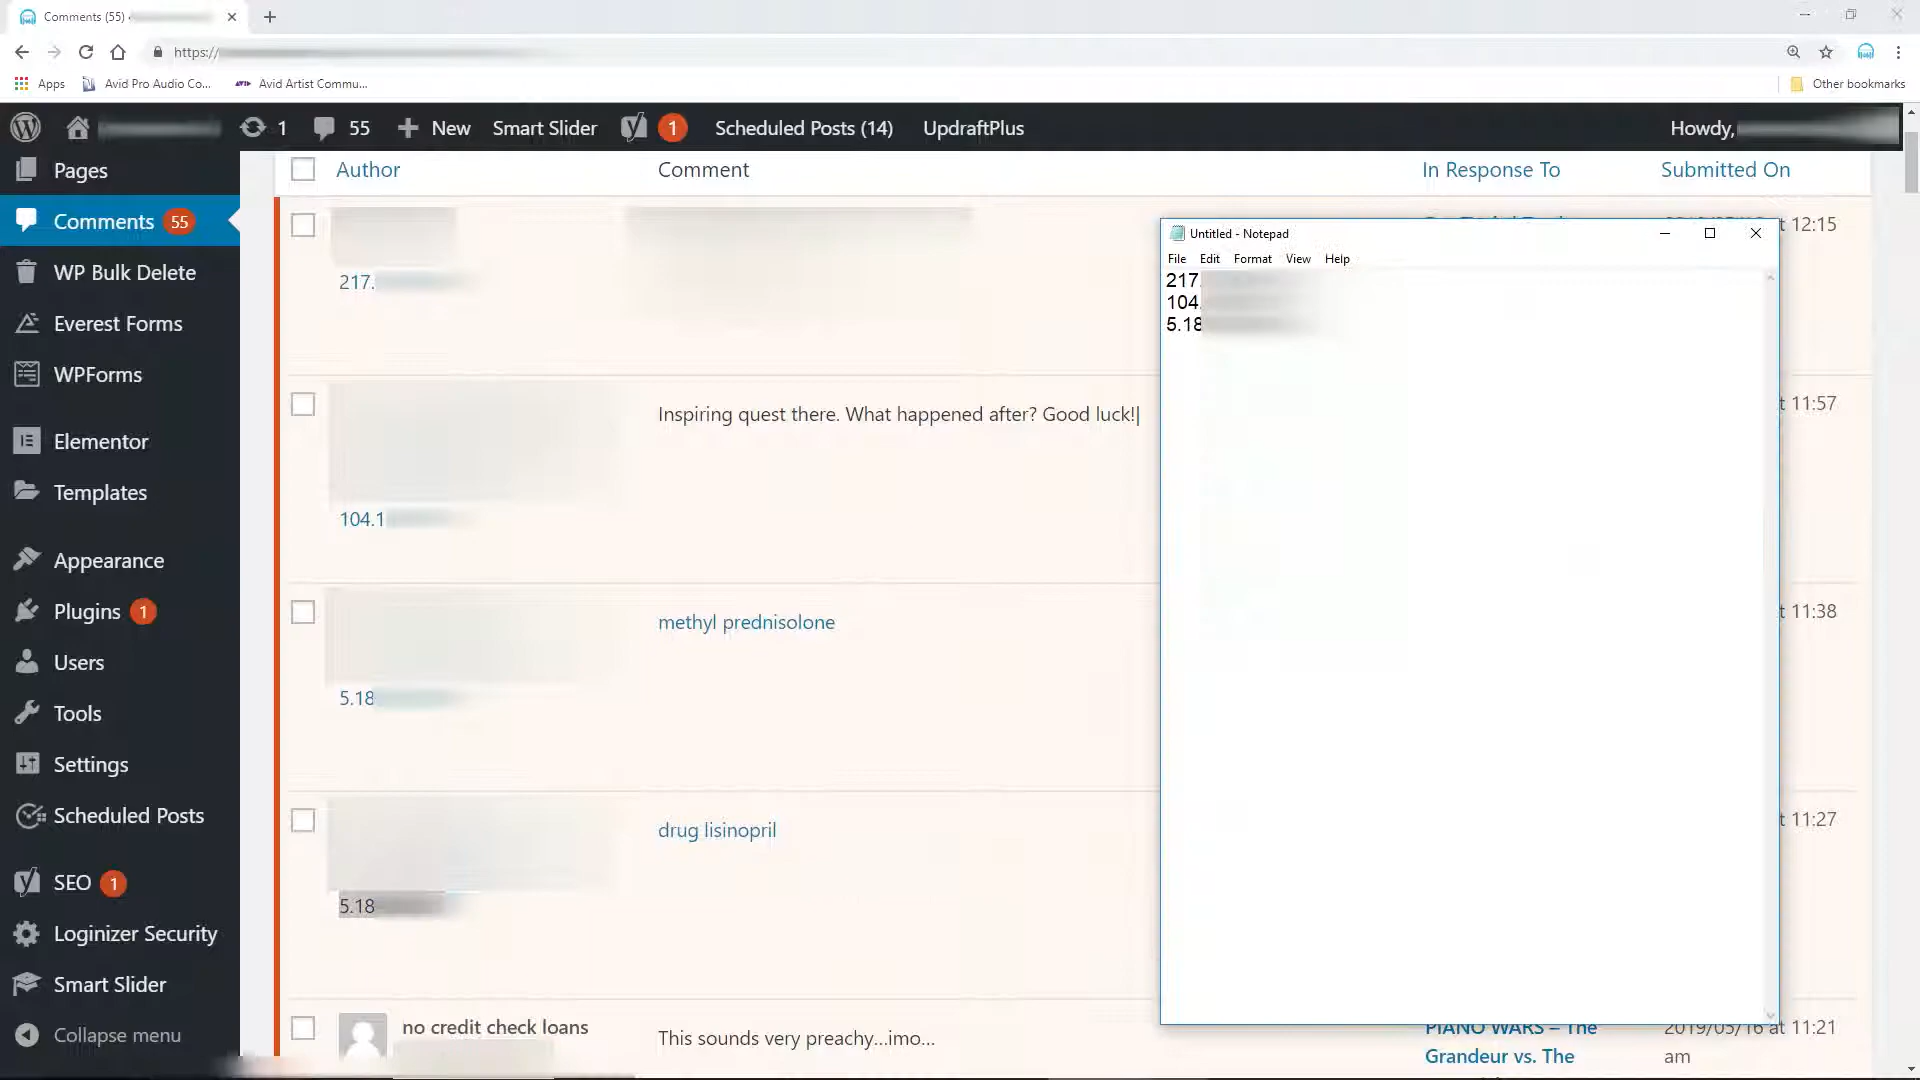 Comments (55)
https://
Apps
Avid Pro Audio Co...
Avid Artist Commu...
Other bookmarks
1
55
New
Smart Slider
1
Scheduled Posts (14)
UpdraftPlus
Howdy,
Pages
Comments 55
WP Bulk Delete
Everest Forms
WPForms
Elementor
Templates
Appearance
Plugins 1
Users
Tools
Settings
Scheduled Posts
SEO 1
Loginizer Security
Smart Slider
Collapse menu
Author
Comment
In Response To
Submitted On
217.
t 12:15
Inspiring quest there. What happened after? Good luck!
104.1
t 11:57
methyl prednisolone
5.18
t 11:38
drug lisinopril
5.18
t 11:27
no credit check loans
This sounds very preachy...imo...
PIANO WARS – The
Grandeur vs. The
2019/05/16 at 11:21
am
Untitled - Notepad
File Edit Format View Help
217.
104.
5.18